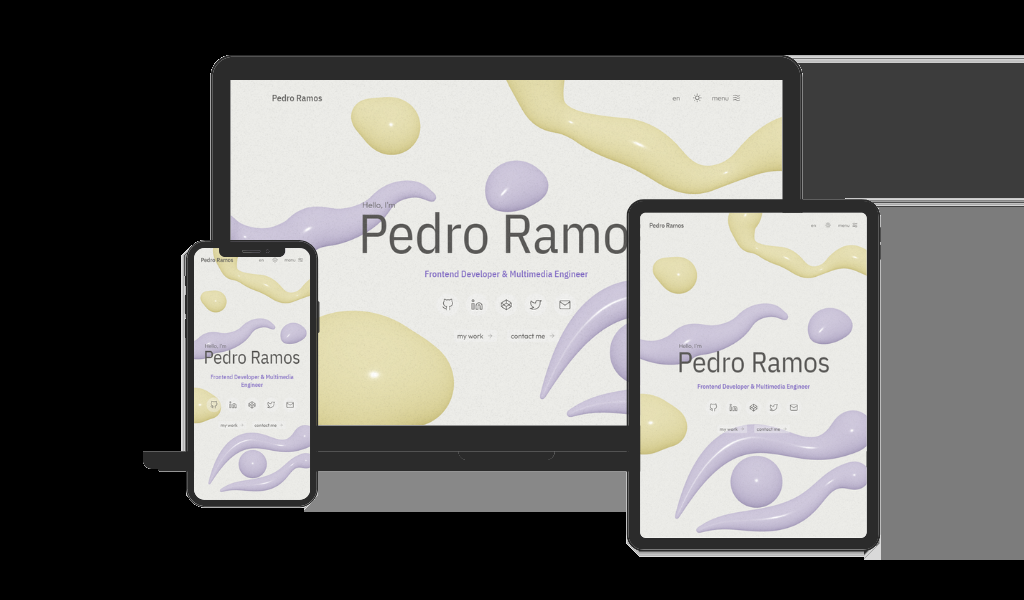 Pedro Ramos
en menu
Hello, I'm
Pedro Ramo
Frontend Developer & Multimedia Engineer
my work contact me
Pedro Ramos en menu
Hello, I'm
Pedro Ramos
Frontend Developer & Multimedia
Engineer
my work contact me
Pedro Ramos en menu
Hello, I'm
Pedro Ramos
Frontend Developer & Multimedia Engineer
my work contact me